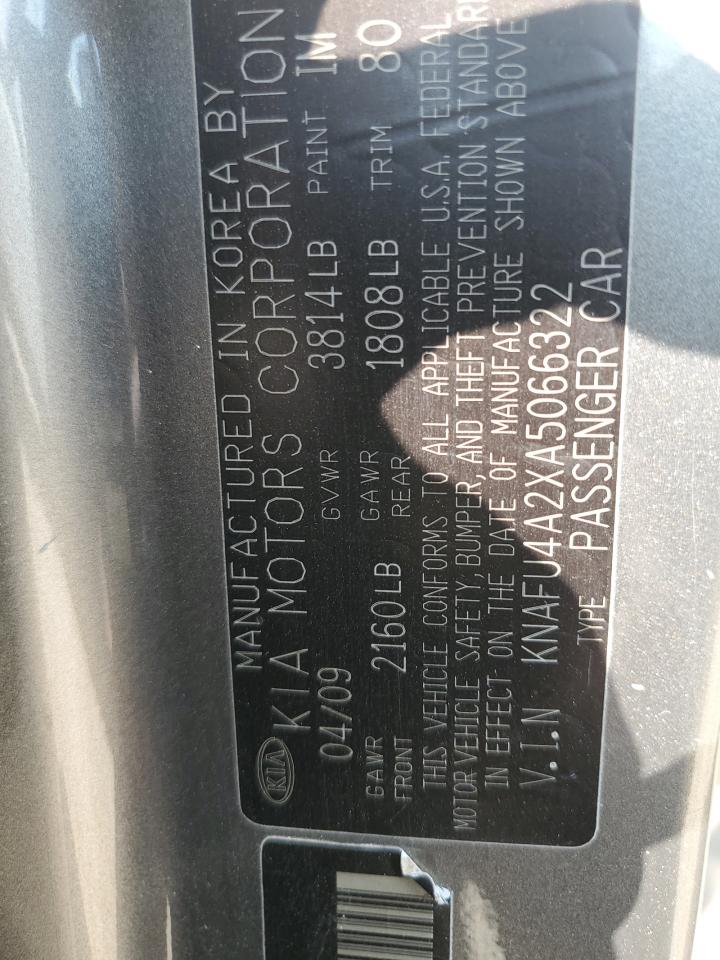 MANUFACTURED IN KOREA BY
KIA KIA MOTORS CORPORATION
04/09 GVWR 3814LB PAINT IM
GAWR FRONT 2160LB GAWR REAR 1808LB TRIM 80
THIS VEHICLE CONFORMS TO ALL APPLICABLE U.S.A. FEDERAL
MOTOR VEHICLE SAFETY, BUMPER, AND THEFT PREVENTION STANDAR
IN EFFECT ON THE DATE OF MANUFACTURE SHOWN ABOVE
V.I.N KNAFU4A2XA5066322
TYPE PASSENGER CAR